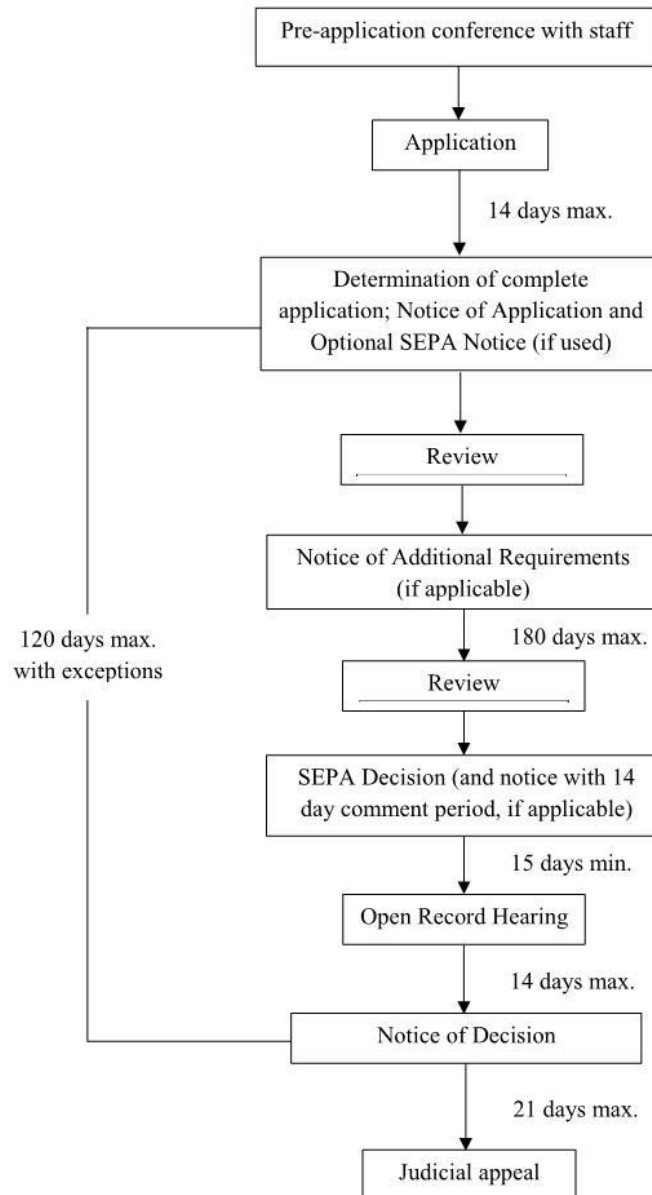 Pre-application conference with staff
Application
14 days max.
Determination of complete
application; Notice of Application and
Optional SEPA Notice (if used)
Review
Notice of Additional Requirements
(if applicable)
120 days max.
with exceptions
180 days max.
Review
SEPA Decision (and notice with 14
day comment period, if applicable)
15 days min.
Open Record Hearing
14 days max.
Notice of Decision
21 days max.
Judicial appeal